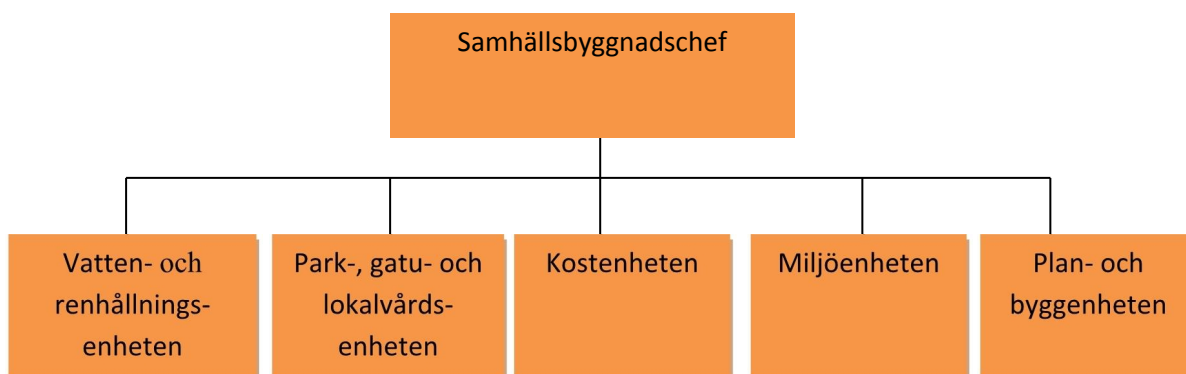 Samhällsbyggnadschef
Vatten- och
renhållnings-
enheten
Park-, gatu- och
lokalvårds-
enheten
Kostenheten
Miljöenheten
Plan- och
byggenheten